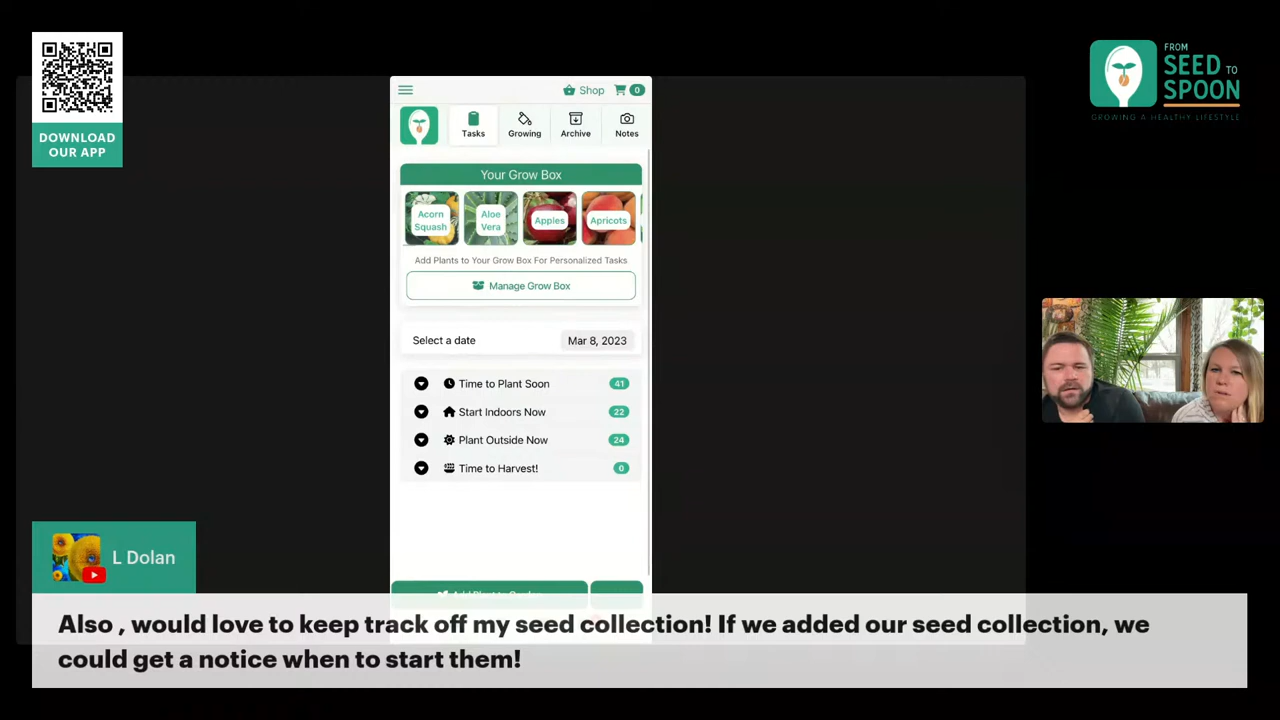 DOWNLOAD
OUR APP
FROM
SEED TO
SPOON
GROWING A HEALTHY LIFESTYLE
Shop
0
Tasks
Growing
Archive
Notes
Your Grow Box
Acorn
Squash
Aloe
Vera
Apples
Apricots
Add Plants to Your Grow Box For Personalized Tasks
Manage Grow Box
Select a date
Mar 8, 2023
Time to Plant Soon
41
Start Indoors Now
22
Plant Outside Now
24
Time to Harvest!
0
L Dolan
Also , would love to keep track off my seed collection! If we added our seed collection, we
could get a notice when to start them!